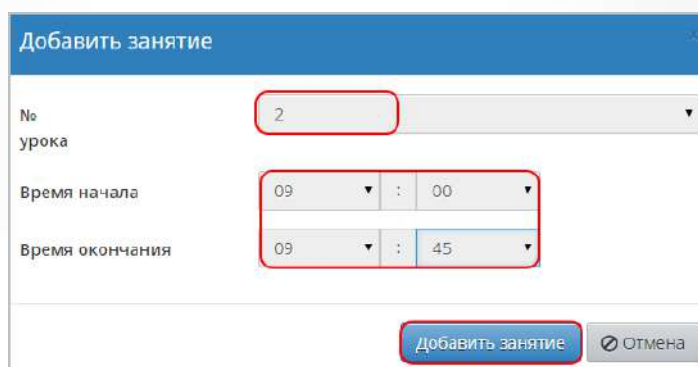 Добавить занятие
№ 2
урока
Время начала 09 : 00
Время окончания 09 : 45
Добавить занятие Отмена